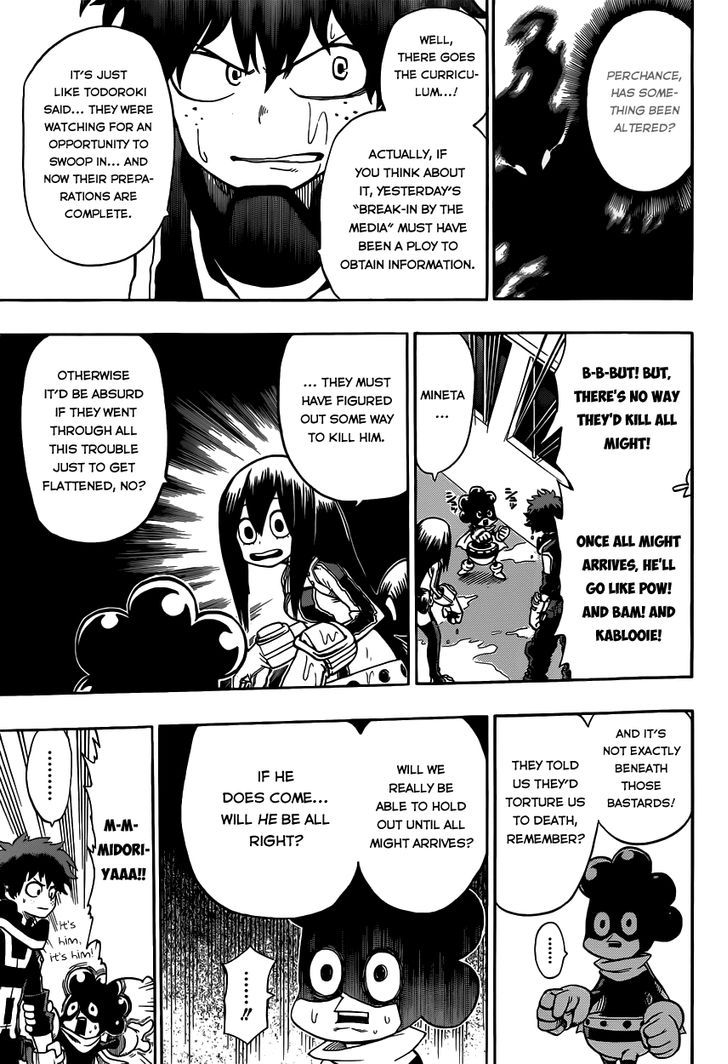 PERCHANCE,
HAS SOME-
THING BEEN
ALTERED?
WELL,
THERE GOES
THE CURRICU-
LUM...!
ACTUALLY, IF
YOU THINK ABOUT
IT, YESTERDAY'S
"BREAK-IN BY THE
MEDIA" MUST HAVE
BEEN A PLOY TO
OBTAIN INFORMATION.
IT'S JUST
LIKE TODOROKI
SAID... THEY WERE
WATCHING FOR AN
OPPORTUNITY TO
SWOOP IN... AND
NOW THEIR PREPA-
RATIONS ARE
COMPLETE.
B-B-BUT! BUT,
THERE'S NO WAY
THEY'D KILL ALL
MIGHT!
ONCE ALL MIGHT
ARRIVES, HE'LL
GO LIKE POW!
AND BAM! AND
KABLOOIE!
MINETA
...
... THEY MUST
HAVE FIGURED
OUT SOME WAY
TO KILL HIM.
OTHERWISE
IT'D BE ABSURD
IF THEY WENT
THROUGH ALL
THIS TROUBLE
JUST TO GET
FLATTENED, NO?
AND IT'S
NOT EXACTLY
BENEATH
THOSE
BASTARDS!
THEY TOLD
US THEY'D
TORTURE US
TO DEATH,
REMEMBER?
......
WILL WE
REALLY BE
ABLE TO HOLD
OUT UNTIL ALL
MIGHT ARRIVES?
IF HE
DOES COME...
WILL HE BE ALL
RIGHT?
......!!
......
M-M-
MIDORI-
YAAA!!
It's
him,
it's him!